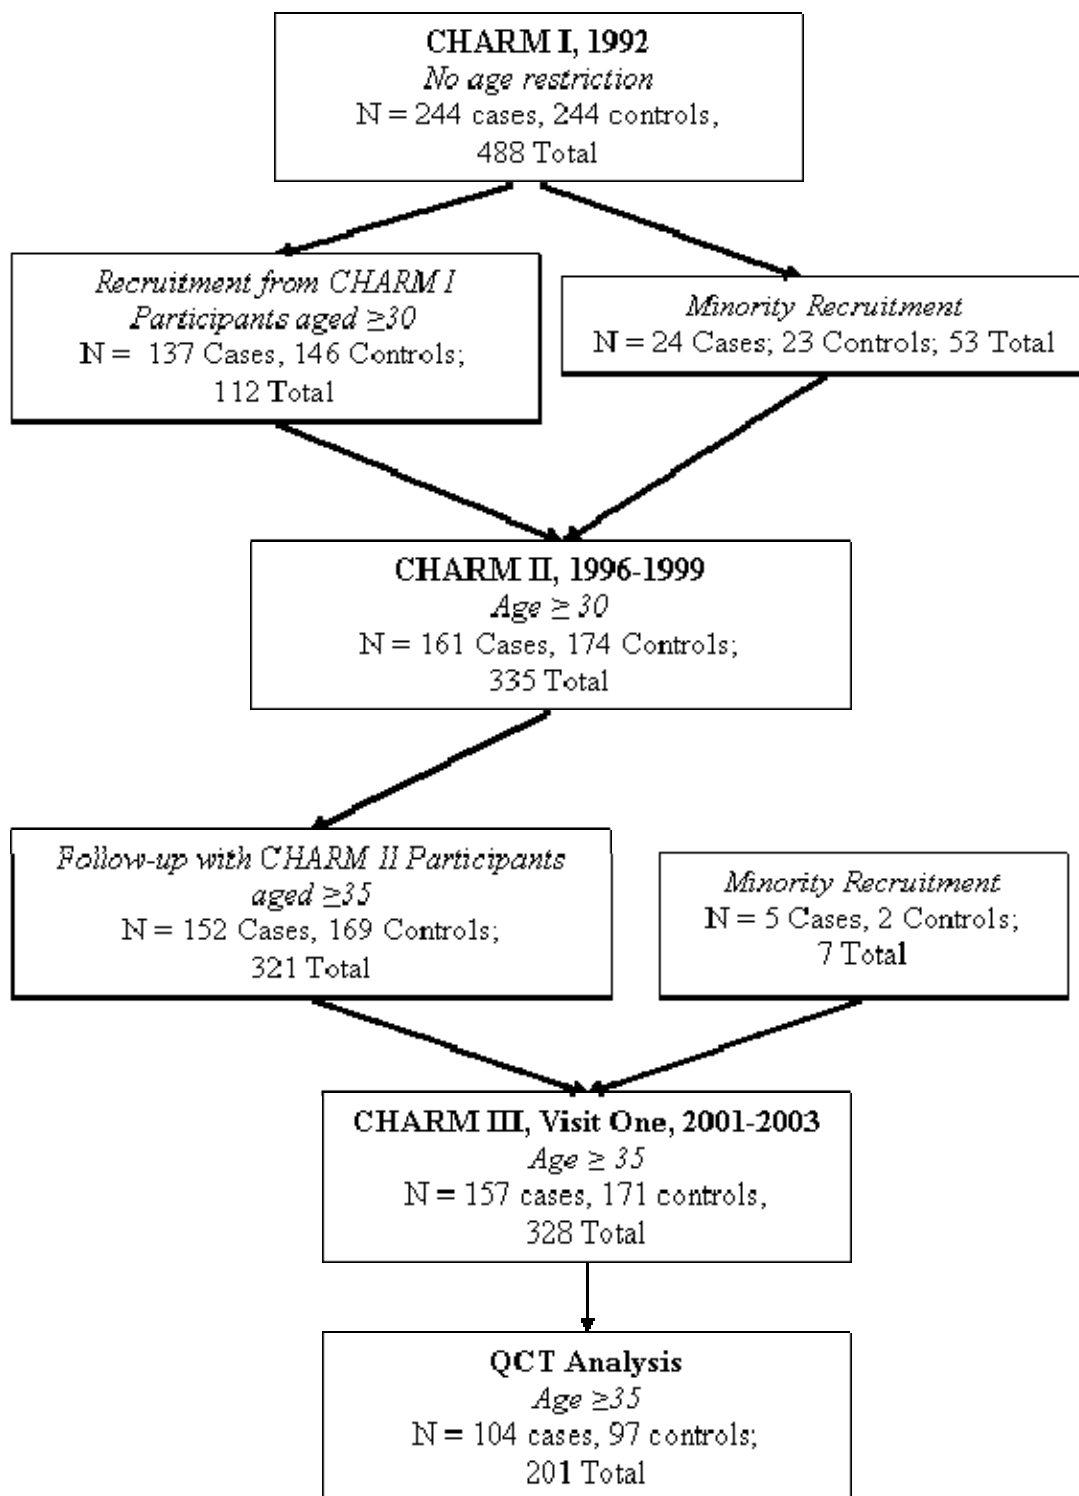 CHARM I, 1992
No age restriction
N = 244 cases, 244 controls,
488 Total
Recruitment from CHARM I
Participants aged ≥30
N = 137 Cases, 146 Controls;
112 Total
Minority Recruitment
N = 24 Cases; 23 Controls; 53 Total
CHARM II, 1996-1999
Age ≥ 30
N = 161 Cases, 174 Controls;
335 Total
Follow-up with CHARM II Participants
aged ≥35
N = 152 Cases, 169 Controls;
321 Total
Minority Recruitment
N = 5 Cases, 2 Controls;
7 Total
CHARM III, Visit One, 2001-2003
Age ≥ 35
N = 157 cases, 171 controls,
328 Total
QCT Analysis
Age ≥35
N = 104 cases, 97 controls;
201 Total